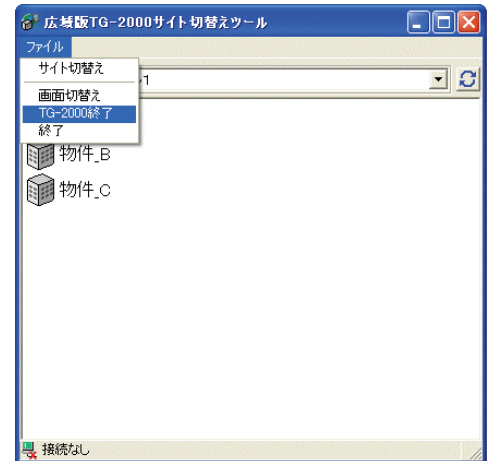 広域版TG-2000サイト切替えツール
ファイル
サイト切替え
1
画面切替え
TG-2000終了
終了
物件_B
物件_C
接続なし